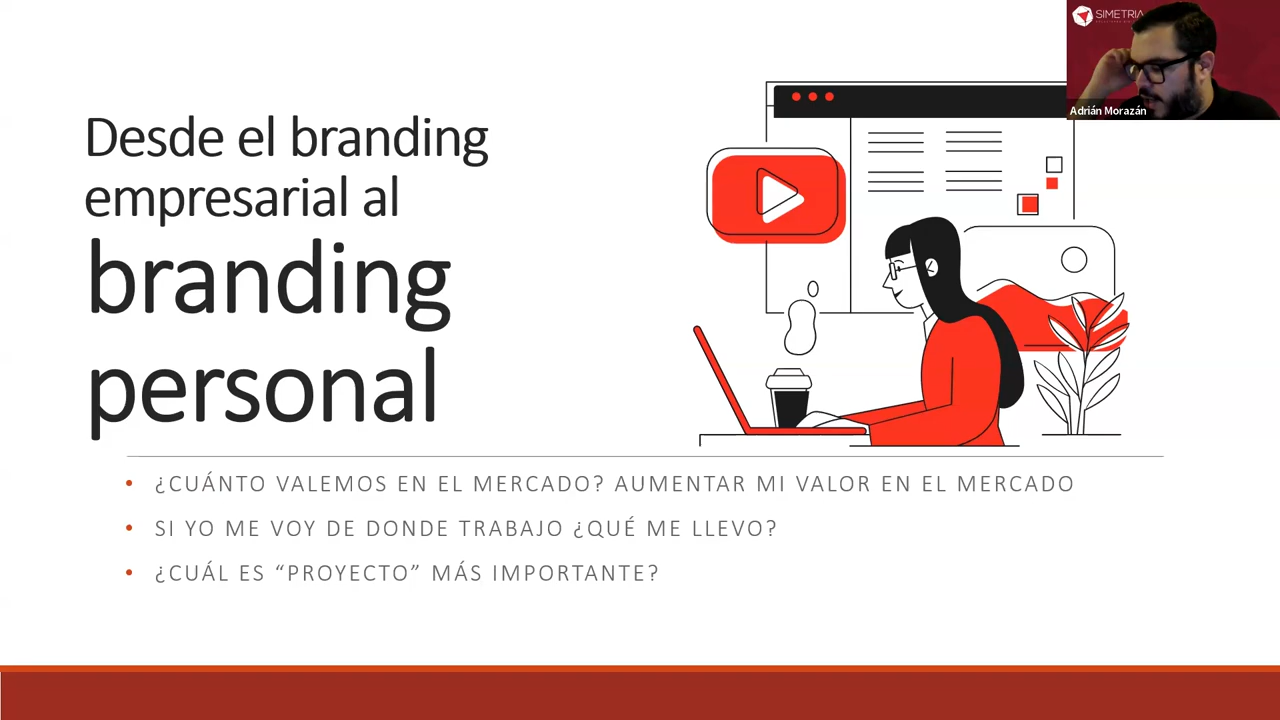 SIMETRIA
Adrián Morazán
Desde el branding
empresarial al
branding
personal
• ¿CUÁNTO VALEMOS EN EL MERCADO? AUMENTAR MI VALOR EN EL MERCADO
• SI YO ME VOY DE DONDE TRABAJO ¿QUÉ ME LLEVO?
• ¿CUÁL ES “PROYECTO” MÁS IMPORTANTE?